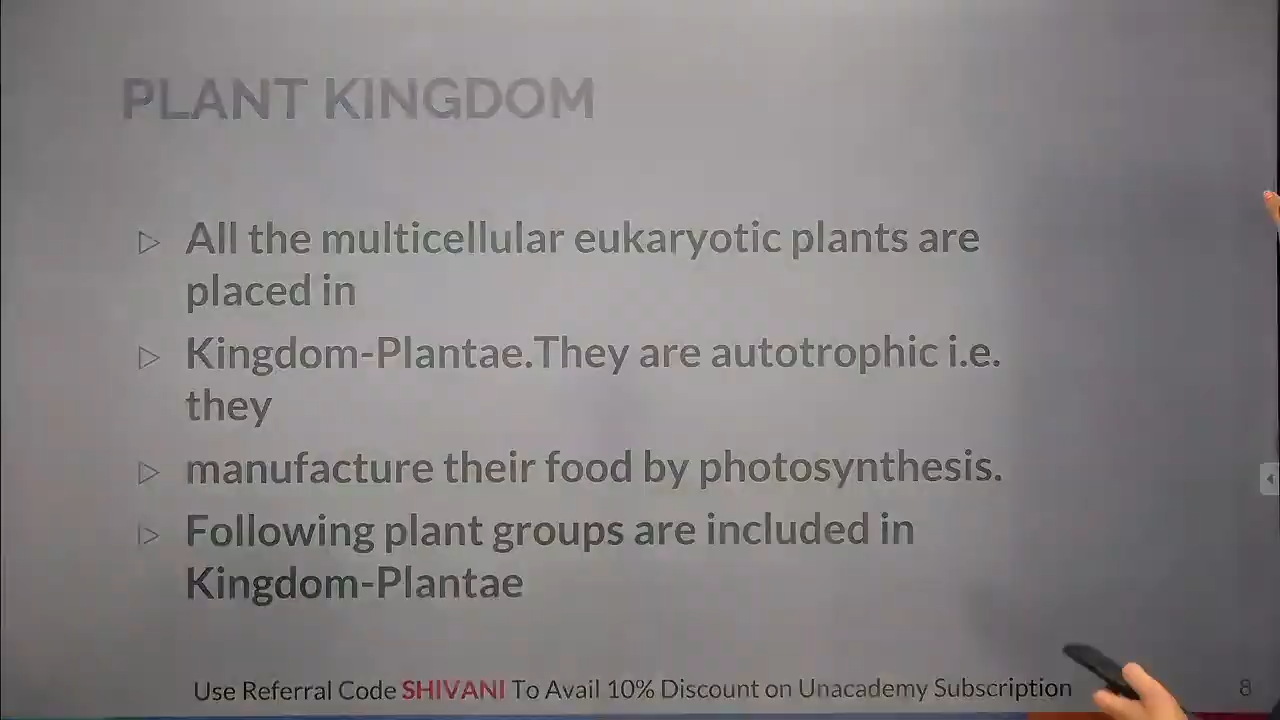 PLANT KINGDOM
All the multicellular eukaryotic plants are
placed in
Kingdom-Plantae.They are autotrophic i.e.
they
manufacture their food by photosynthesis.
Following plant groups are included in
Kingdom-Plantae
Use Referral Code SHIVANI To Avail 10% Discount on Unacademy Subscription
8